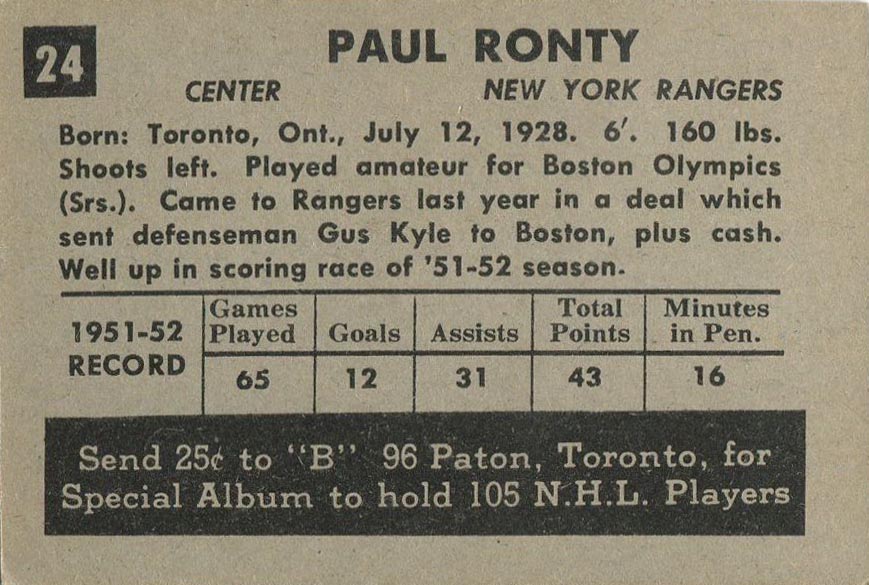 24
PAUL RONTY
CENTER NEW YORK RANGERS
Born: Toronto, Ont., July 12, 1928. 6'. 160 lbs.
Shoots left. Played amateur for Boston Olympics
(Srs.). Came to Rangers last year in a deal which
sent defenseman Gus Kyle to Boston, plus cash.
Well up in scoring race of '51-52 season.
1951-52 RECORD
Games Played Goals Assists Total Points Minutes in Pen.
65 12 31 43 16
Send 25¢ to "B" 96 Paton, Toronto, for
Special Album to hold 105 N.H.L. Players